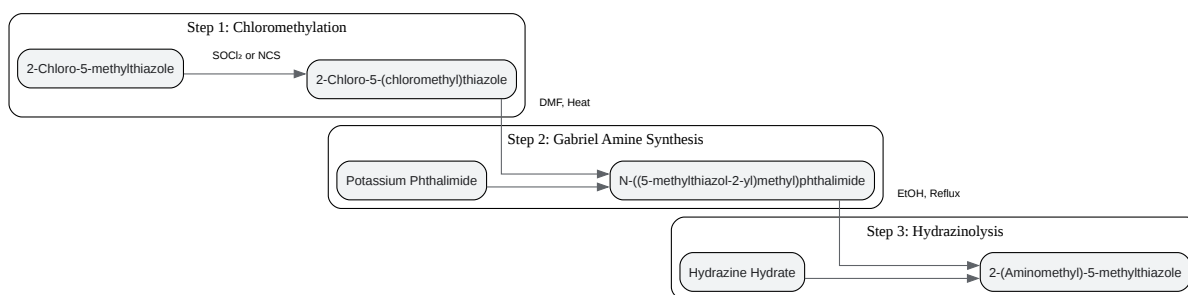 Step 1: Chloromethylation
2-Chloro-5-methylthiazole
SOCl₂ or NCS
2-Chloro-5-(chloromethyl)thiazole
DMF, Heat
Step 2: Gabriel Amine Synthesis
Potassium Phthalimide
N-((5-methylthiazol-2-yl)methyl)phthalimide
EtOH, Reflux
Step 3: Hydrazinolysis
Hydrazine Hydrate
2-(Aminomethyl)-5-methylthiazole